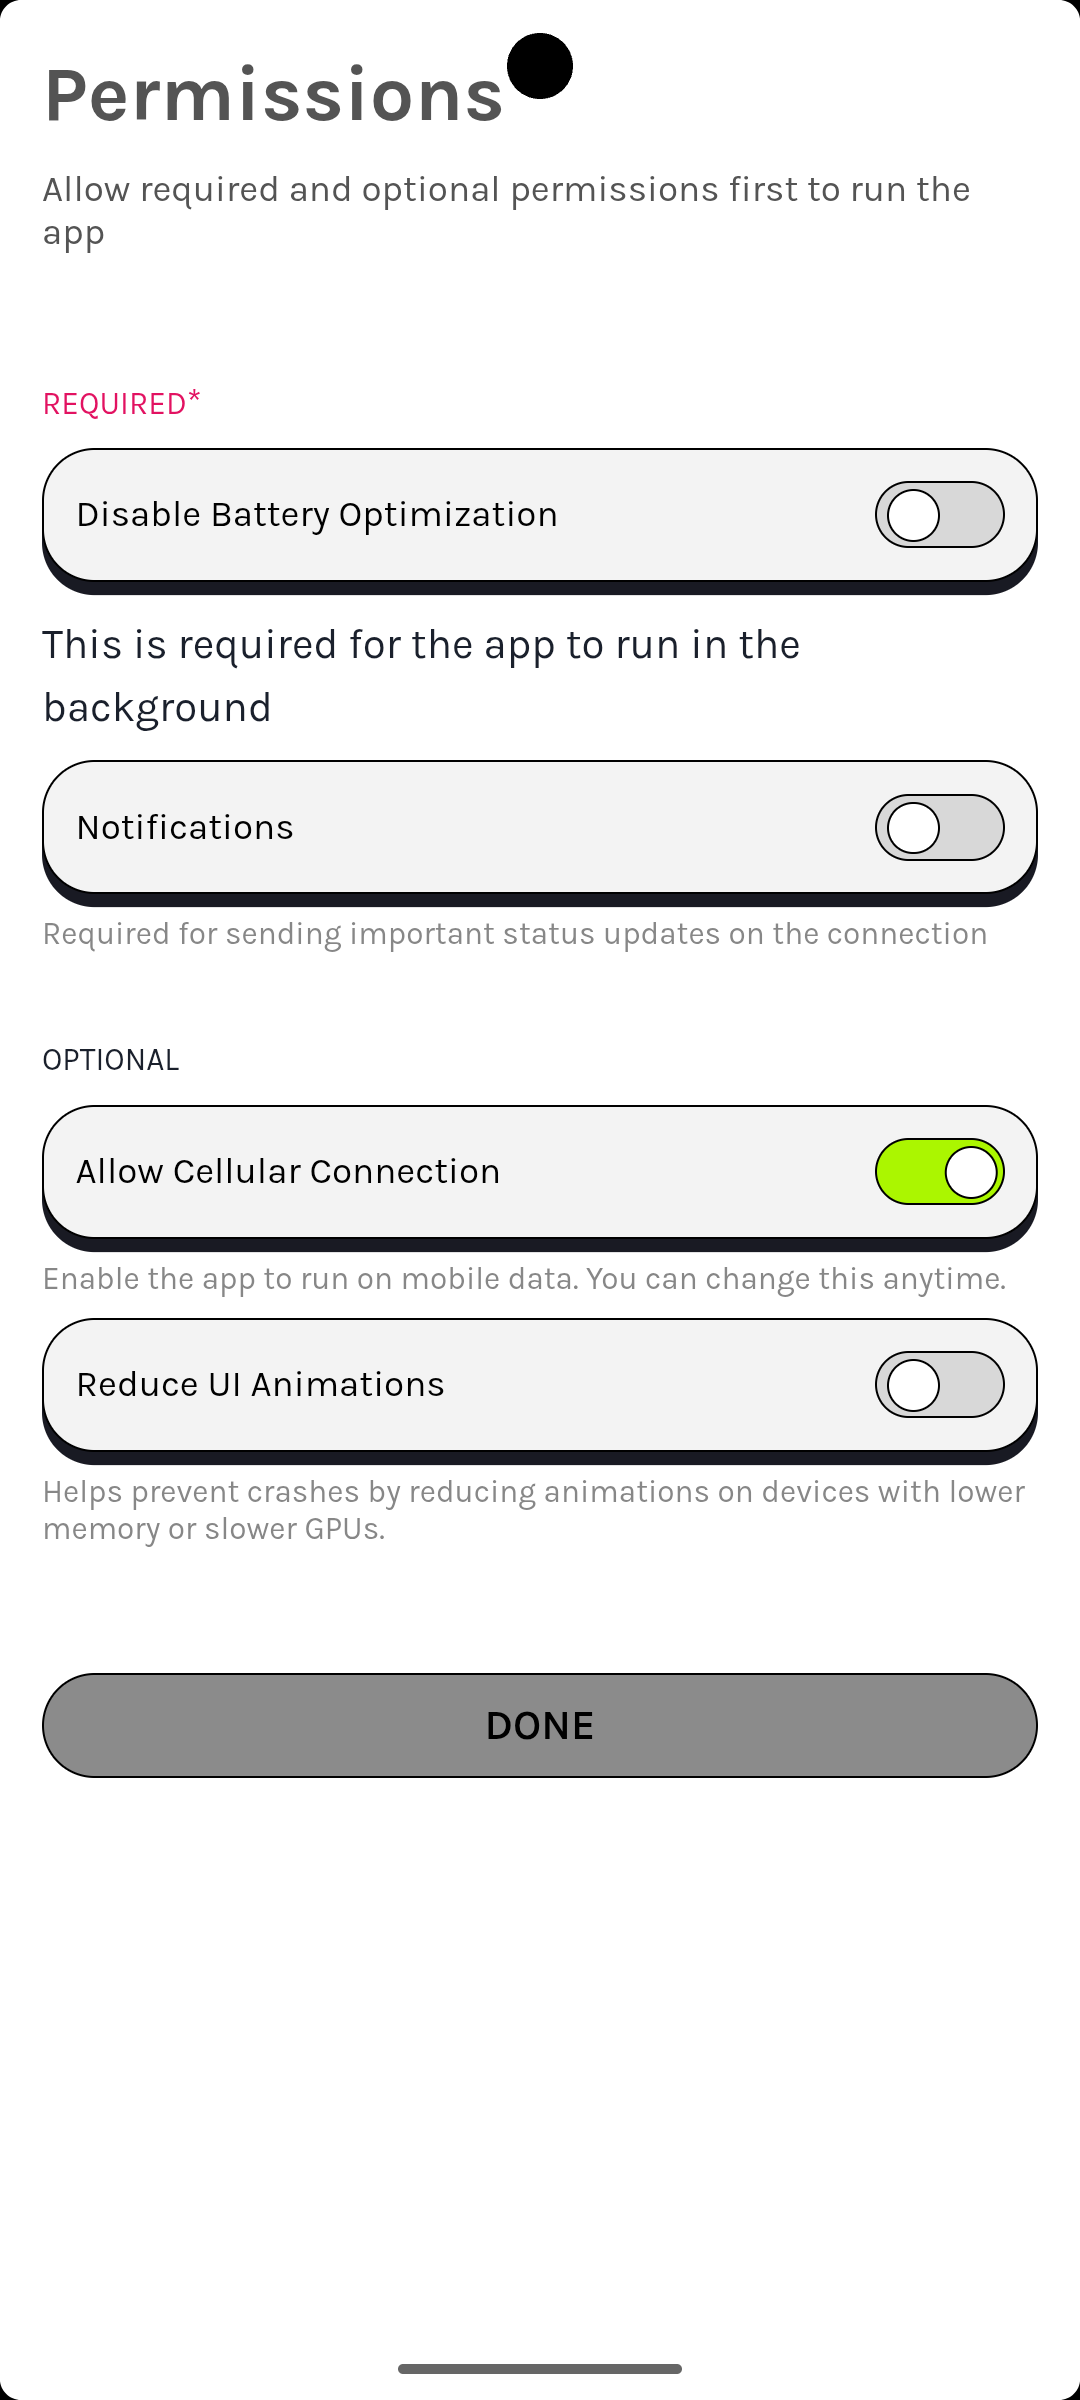 Permissions
Allow required and optional permissions first to run the
app
REQUIRED*
Disable Battery Optimization
This is required for the app to run in the
background
Notifications
Required for sending important status updates on the connection
OPTIONAL
Allow Cellular Connection
Enable the app to run on mobile data. You can change this anytime.
Reduce UI Animations
Helps prevent crashes by reducing animations on devices with lower
memory or slower GPUs.
DONE